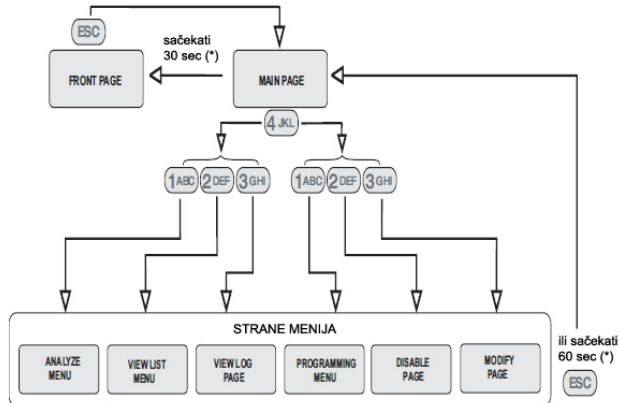 ESC
sačekati
30 sec (*)
FRONT PAGE
MAIN PAGE
4 JKL
1 ABC 2 DEF 3 GHI
1 ABC 2 DEF 3 GHI
STRANE MENIJA
ANALYZE
MENU
VIEW LIST
MENU
VIEW LOG
PAGE
PROGRAMMING
MENU
DISABLE
PAGE
MODIFY
PAGE
ili sačekati
60 sec (*)
ESC